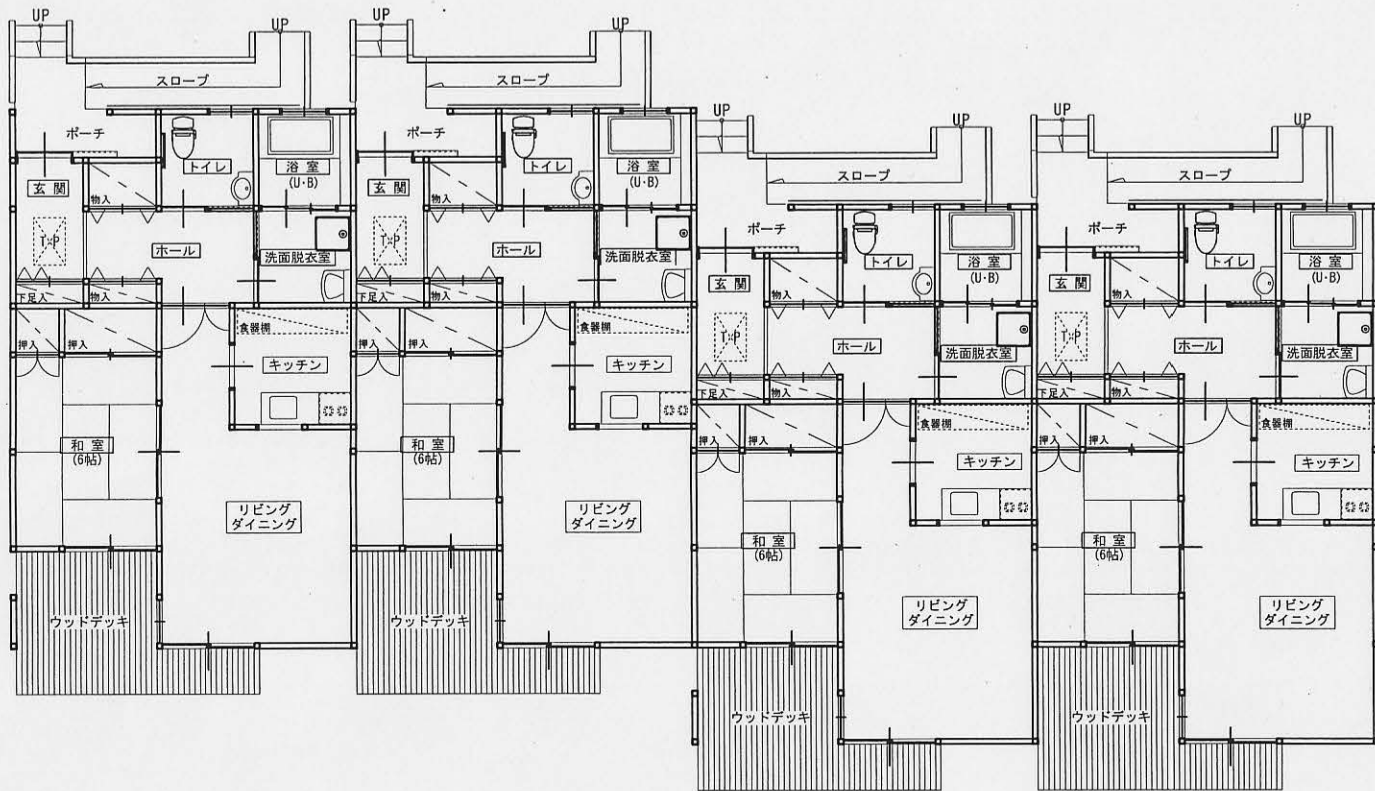 UP
UP
スロープ
ポーチ
トイレ
浴室
(U・B)
玄関
物入
T×P
ホール
洗面脱衣室
下足入
物入
食器棚
押入
押入
キッチン
和室
(6帖)
リビング
ダイニング
ウッドデッキ
UP
UP
スロープ
ポーチ
トイレ
浴室
(U・B)
玄関
物入
T×P
ホール
洗面脱衣室
下足入
物入
食器棚
押入
押入
キッチン
和室
(6帖)
リビング
ダイニング
ウッドデッキ
UP
UP
スロープ
ポーチ
トイレ
浴室
(U・B)
玄関
物入
T×P
ホール
洗面脱衣室
下足入
物入
食器棚
押入
押入
キッチン
和室
(6帖)
リビング
ダイニング
ウッドデッキ
UP
UP
スロープ
ポーチ
トイレ
浴室
(U・B)
玄関
物入
T×P
ホール
洗面脱衣室
下足入
物入
食器棚
押入
押入
キッチン
和室
(6帖)
リビング
ダイニング
ウッドデッキ